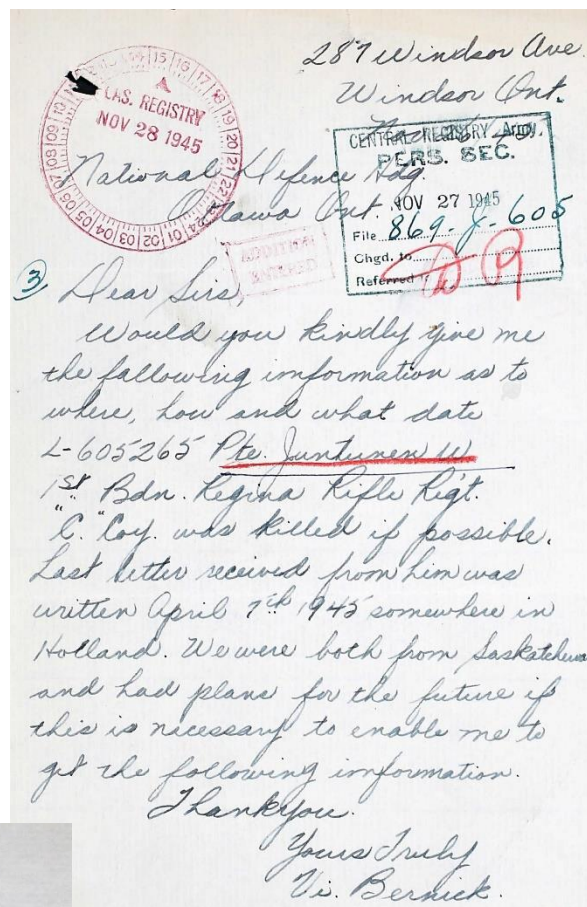 287 Windsor Ave.
Windsor Ont.
CAS. REGISTRY
NOV 28 1945
CENTRAL REGISTRY Army.
PERS. SEC.
NOV 27 1945
File 869-J-605
Chgd. to
Referred
National Defence Hdq.
Ottawa Ont.
ADDITION
ENTERED
3
Dear Sirs,
Would you kindly give me
the following imformation as to
where, how and what date
L-605265 Pte. Juntunen W
1st Bdn. Regina Rifle Rigt.
"C." Coy. was killed if possible.
Last letter received from him was
written April 7th 1945 somewhere in
Holland. We were both from Saskatchewa
and had plans for the future if
this is necessary to enable me to
get the following imformation.
Thankyou.
Yours Truly
Vi. Bernick.